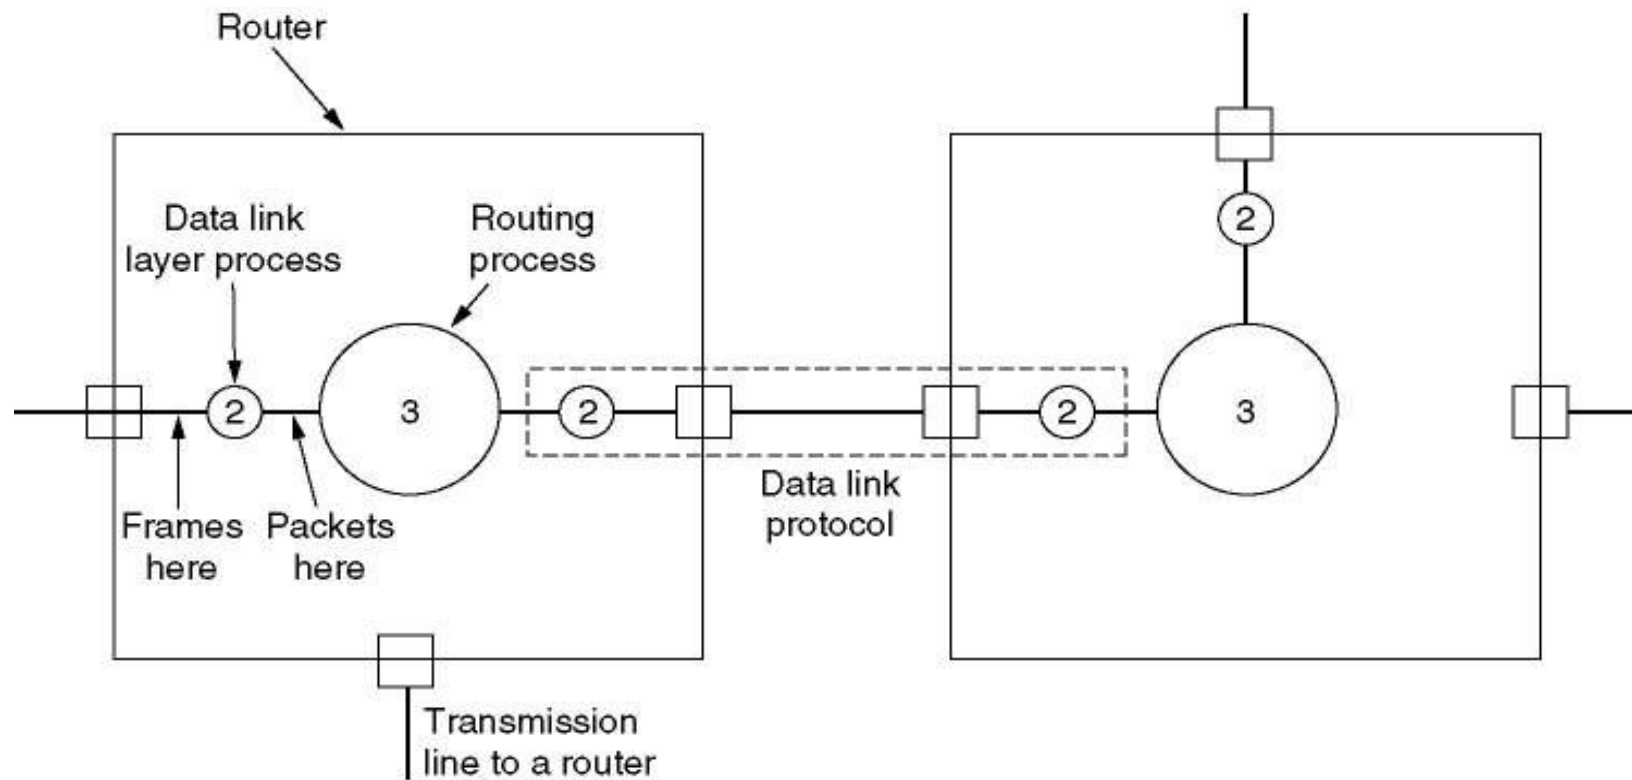 Router
Data link
layer process
Routing
process
2
2
3
2
2
3
Frames
here
Packets
here
Data link
protocol
Transmission
line to a router